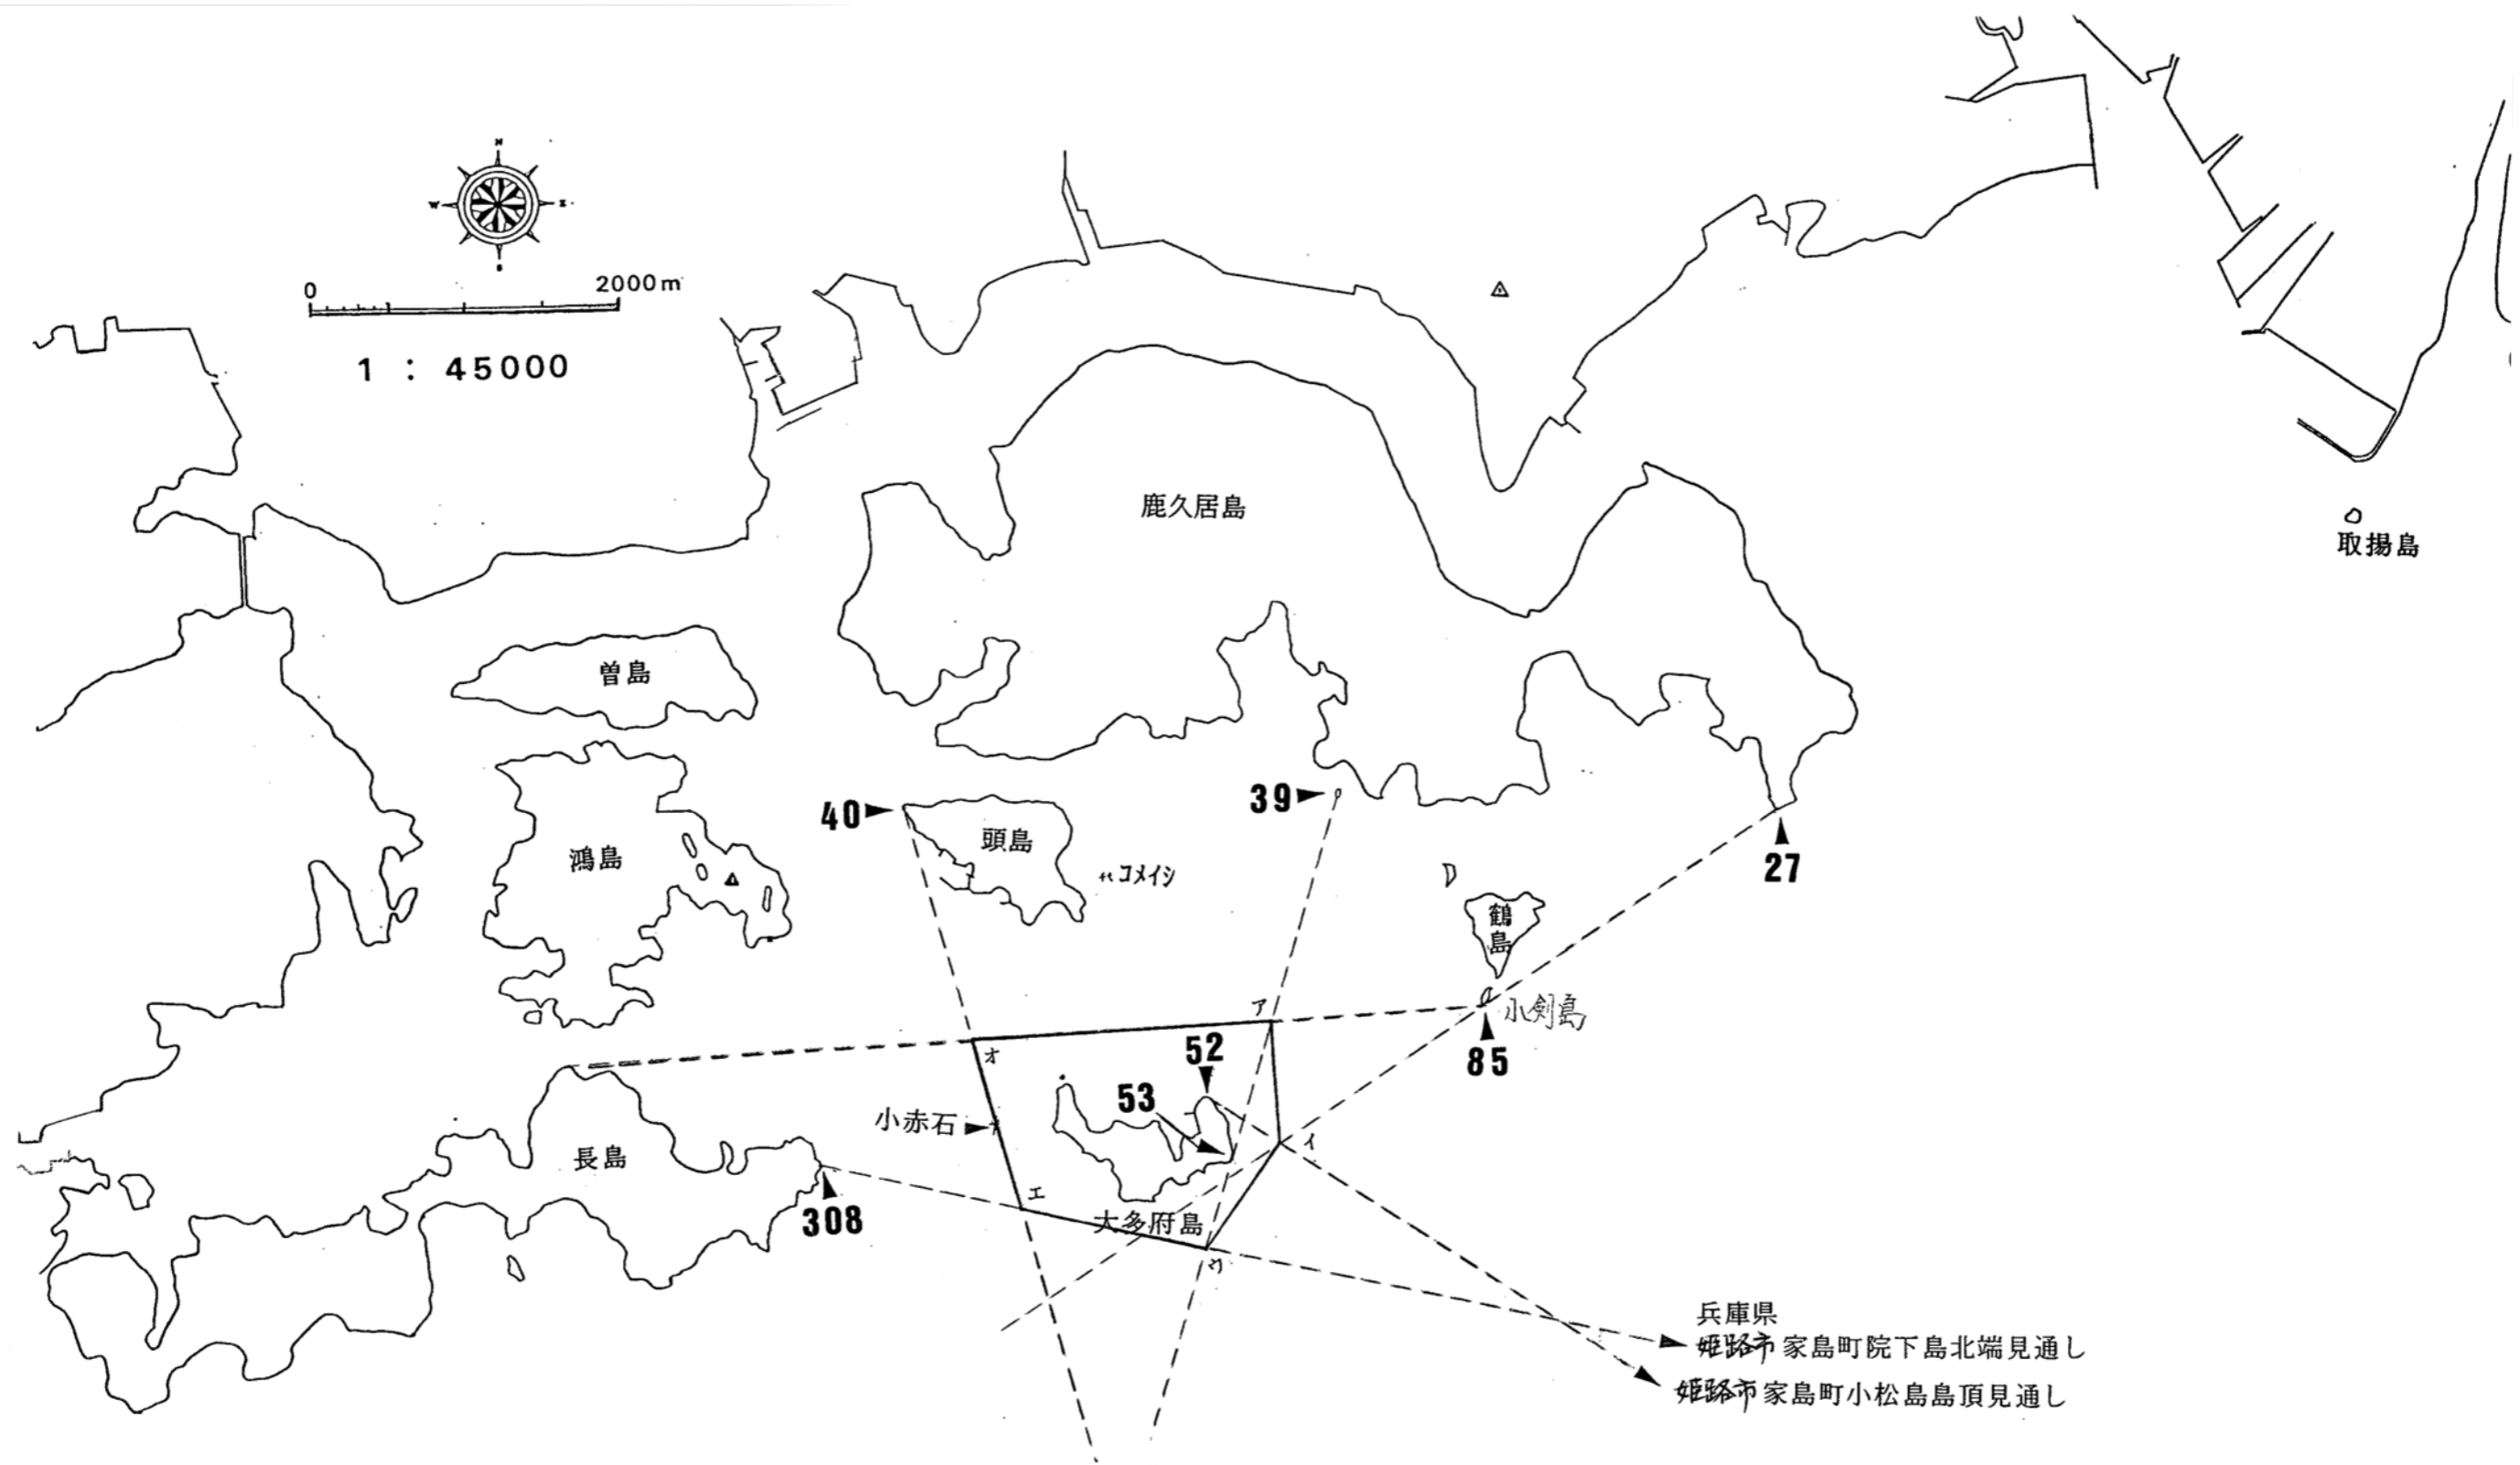 N
W
E
S
0 2000m
1 : 45000
鹿久居島
取揚島
曽島
40
39
頭島
コメイシ
鴻島
27
鶴島
ア
小剣島
オ
52
85
53
小赤石
イ
長島
エ
308
大多府島
ウ
兵庫県
姫路市家島町院下島北端見通し
姫路市家島町小松島島頂見通し